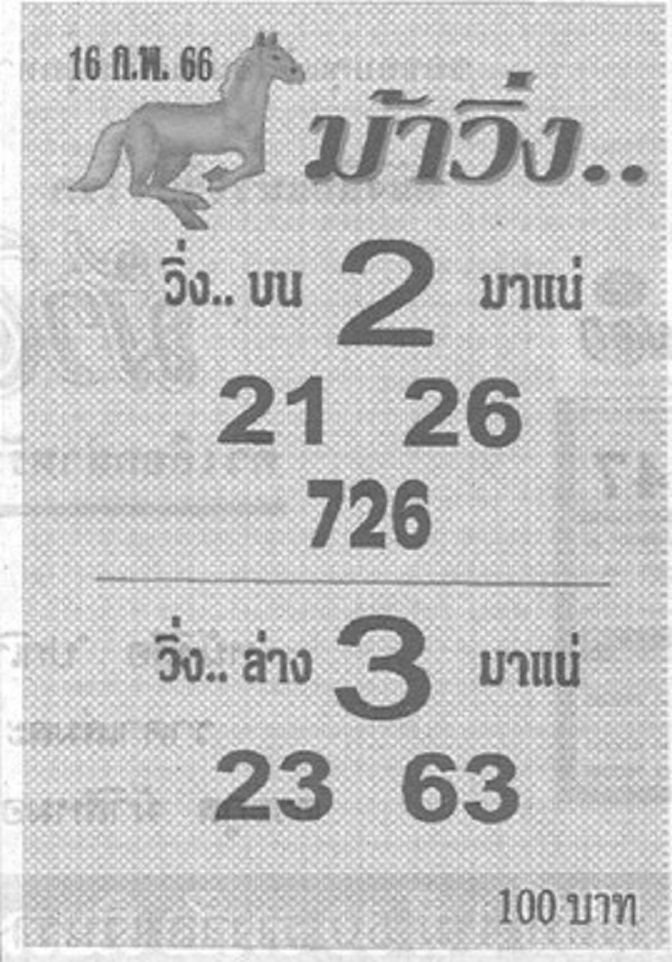 16 ก.พ. 66
ม้าวิ่ง..
วิ่ง.. บน 2 มาแน่
21 26
726
วิ่ง.. ล่าง 3 มาแน่
23 63
100 บาท